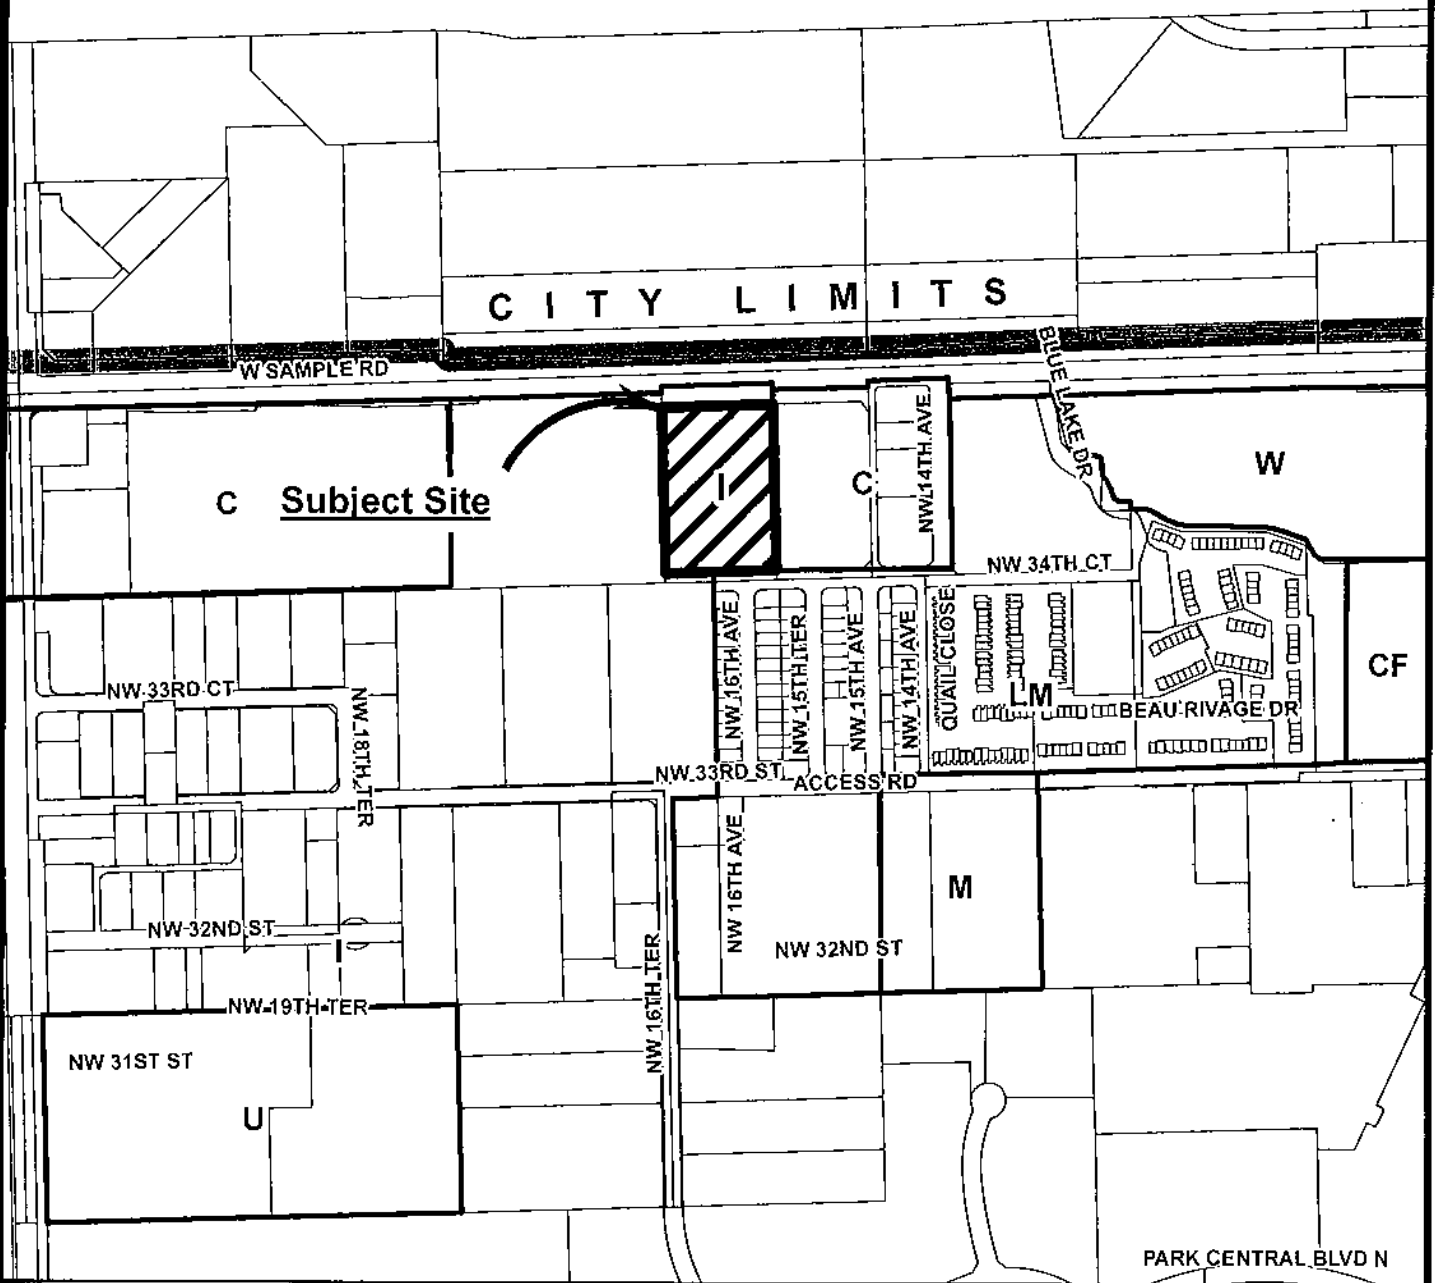 CITY LIMITS
W SAMPLE RD
BLUE LAKE DR
W
C
Subject Site
I
C
NW 14TH AVE
NW 34TH CT
NW 16TH AVE
NW 15TH TER
NW 15TH AVE
NW 14TH AVE
QUAIL CLOSE
LM
BEAU RIVAGE DR
CF
NW 33RD CT
NW 18TH TER
NW 33RD ST
ACCESS RD
NW 16TH AVE
M
NW 32ND ST
I
NW 32ND ST
NW 16TH TER
NW 19TH TER
NW 31ST ST
U
PARK CENTRAL BLVD N